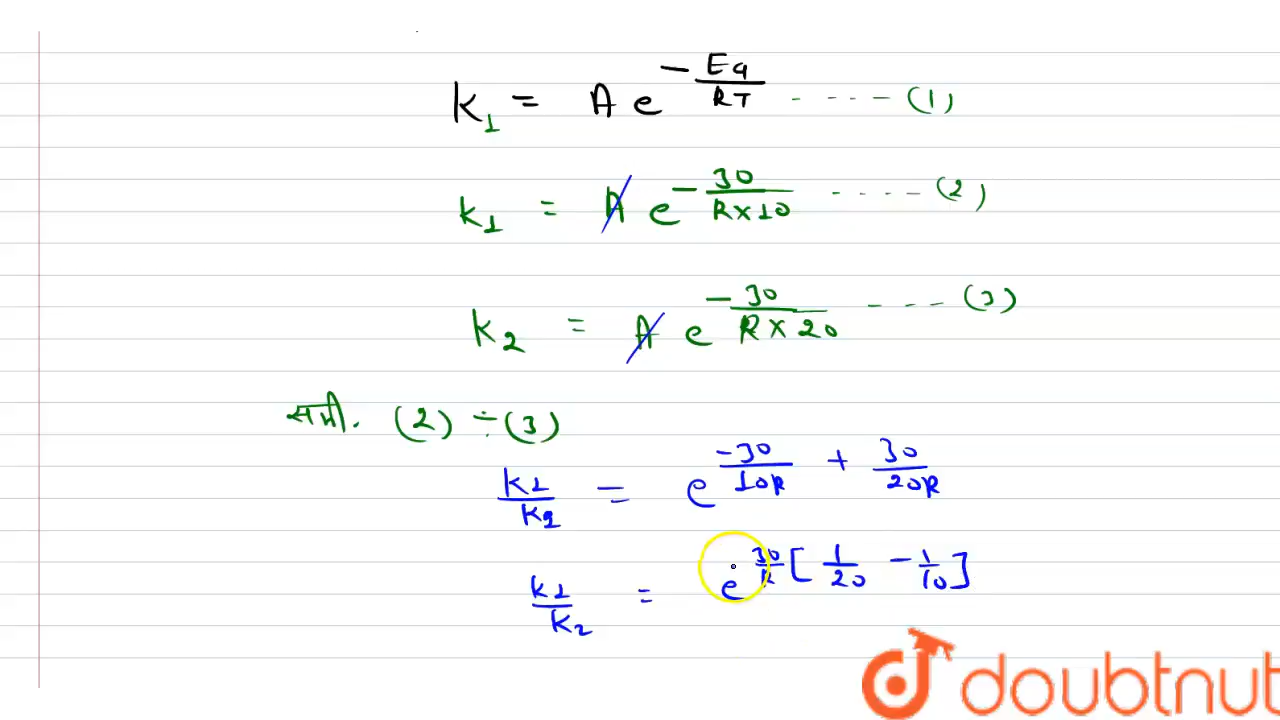 K₁ = A e^(-Ea/RT) - ---- (1)
K₁ = A e^(-30/R×10) ---- (2)
K₂ = A e^(-30/R×20) - --- (3)
समी. (2) ÷ (3)
K1/K2 = e^(-30/10R + 30/20R)
K1/K2 = e^(30/R [1/20 - 1/10])
doubtnut